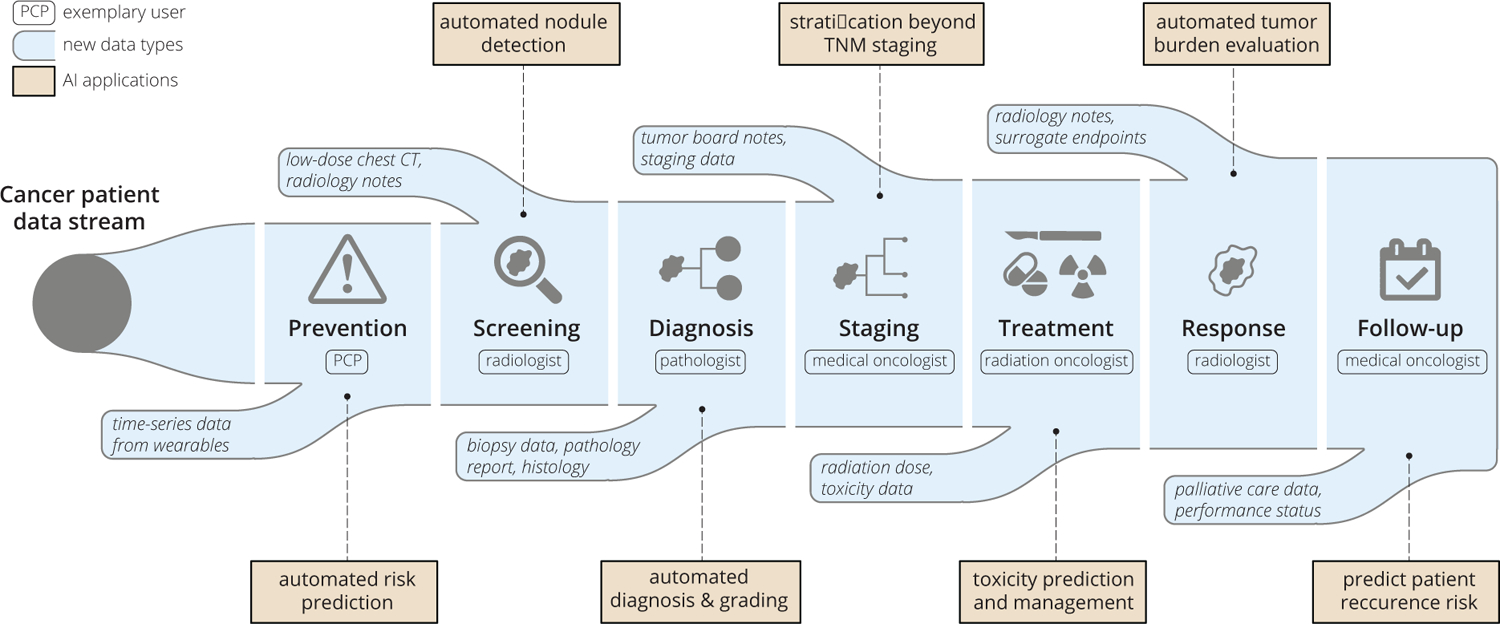 PCP exemplary user
new data types
AI applications
automated nodule
detection
strati▯cation beyond
TNM staging
automated tumor
burden evaluation
low-dose chest CT,
radiology notes
tumor board notes,
staging data
radiology notes,
surrogate endpoints
Cancer patient
data stream
Prevention
PCP
Screening
radiologist
Diagnosis
pathologist
Staging
medical oncologist
Treatment
radiation oncologist
Response
radiologist
Follow-up
medical oncologist
time-series data
from wearables
biopsy data, pathology
report, histology
radiation dose,
toxicity data
palliative care data,
performance status
automated risk
prediction
automated
diagnosis & grading
toxicity prediction
and management
predict patient
reccurence risk